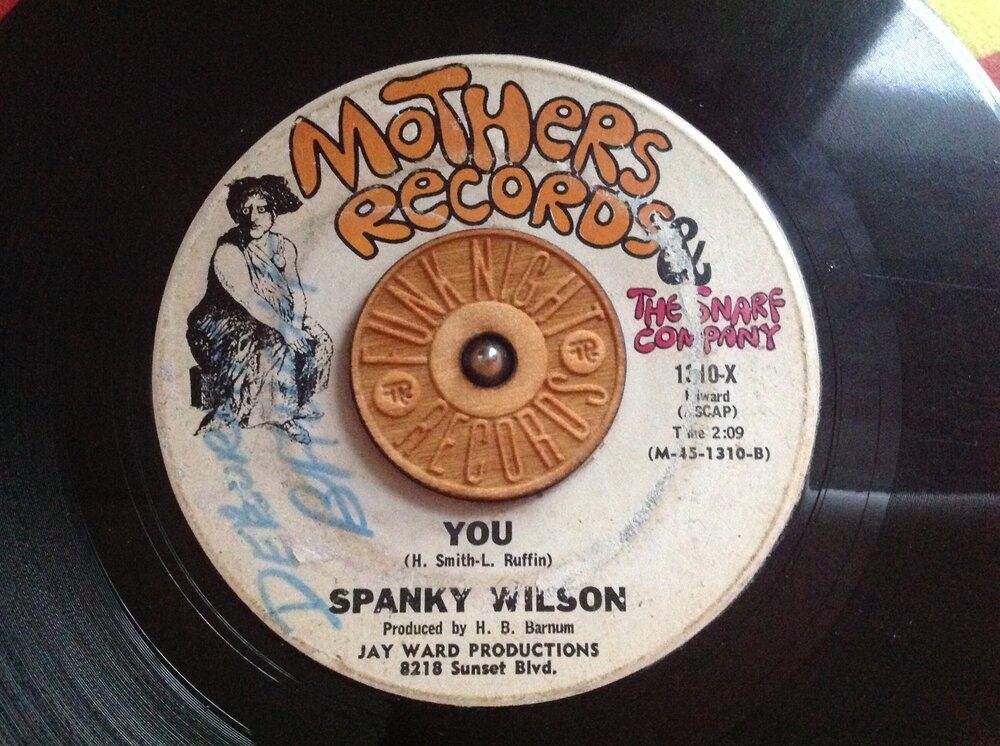 MOTHERS
RECORDS &
THE SNARF
COMPANY
FUNK NIGHT
RECORDS
1310-X
(ASCAP)
Time 2:09
(M-45-1310-B)
YOU
(H. Smith-L. Ruffin)
SPANKY WILSON
Produced by H. B. Barnum
JAY WARD PRODUCTIONS
8218 Sunset Blvd.